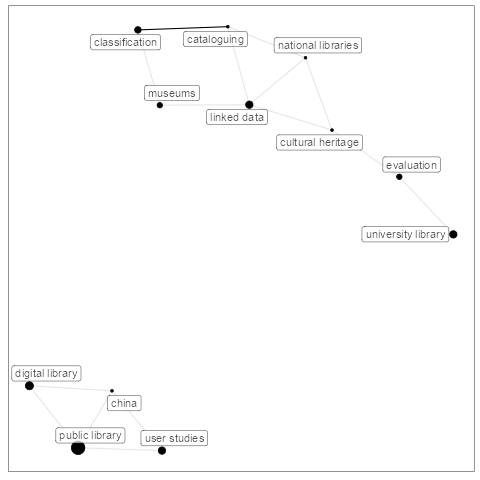 classification
cataloguing
national libraries
museums
linked data
cultural heritage
evaluation
university library
digital library
china
public library
user studies